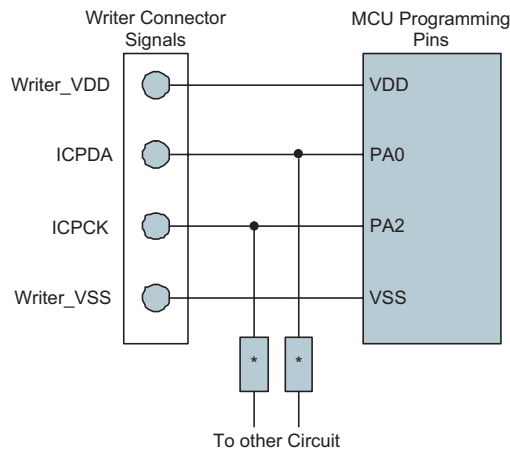 Writer Connector
Signals
MCU Programming
Pins
Writer_VDD
VDD
ICPDA
PA0
ICPCK
PA2
Writer_VSS
VSS
*
*
To other Circuit